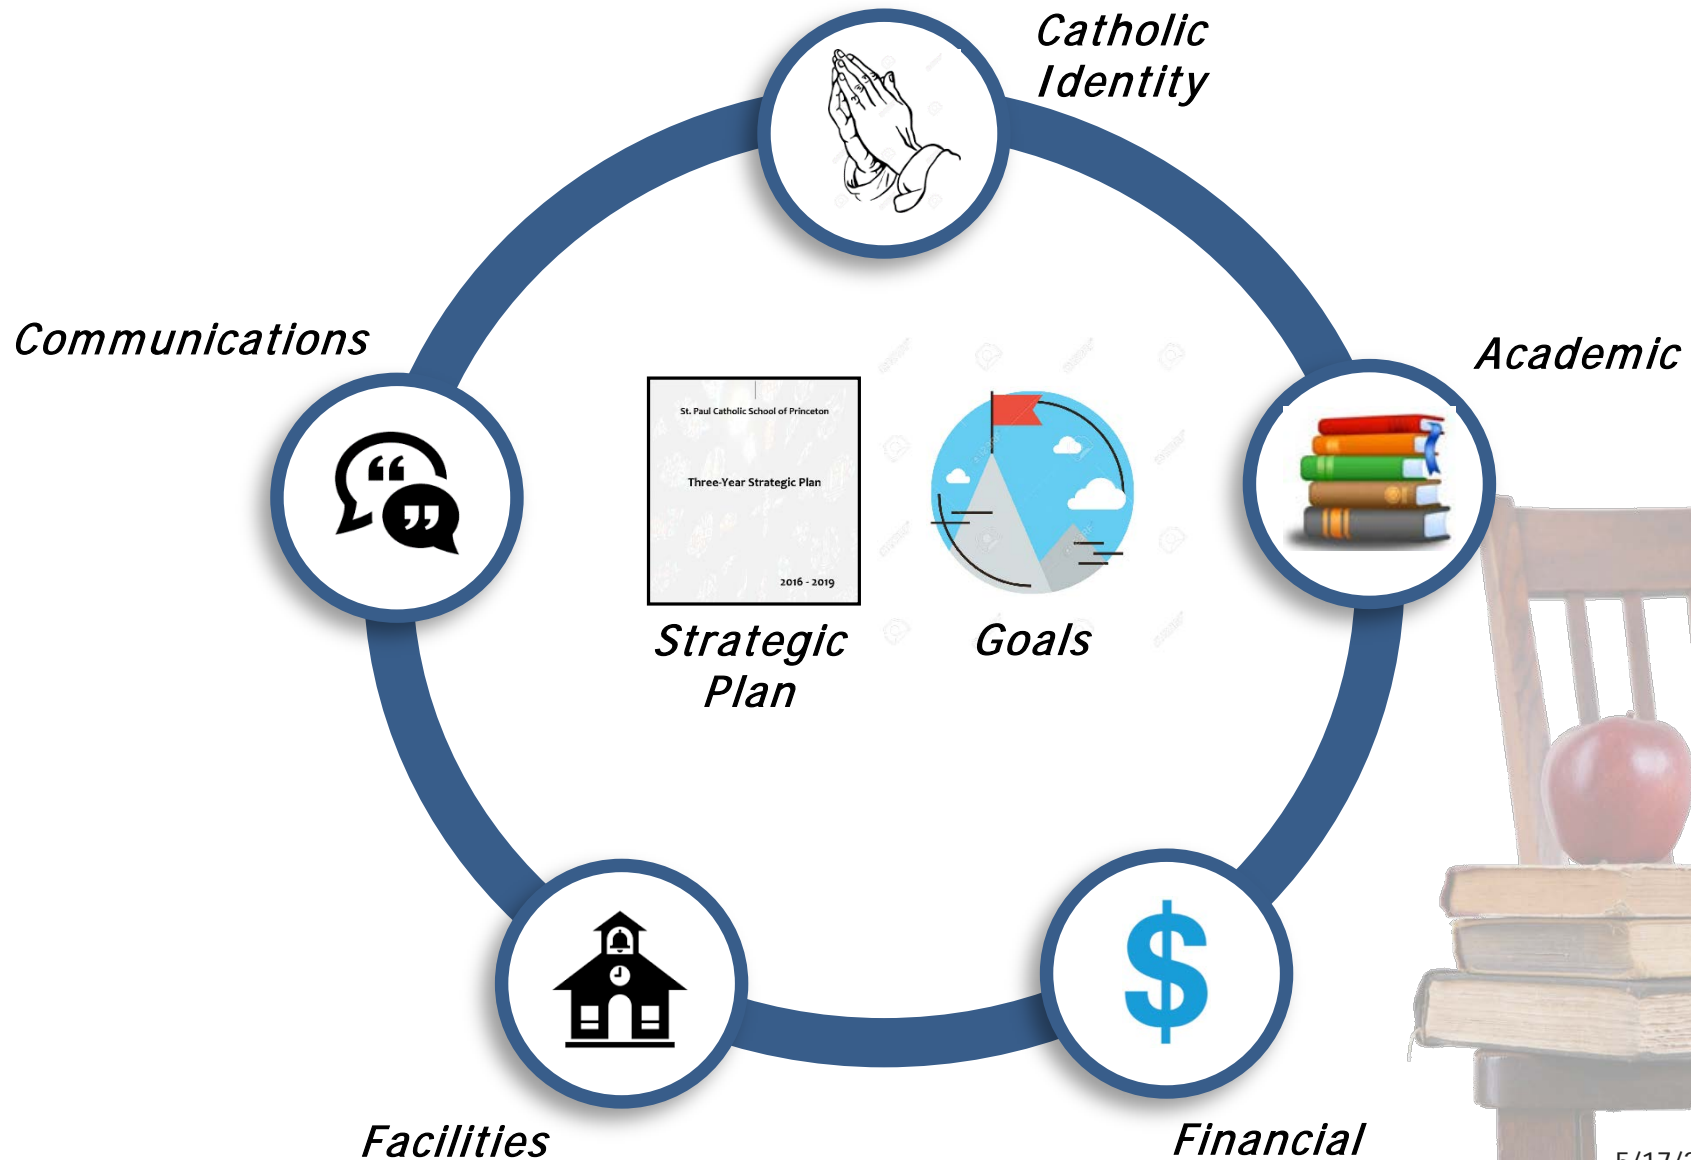 Catholic
Identity
Communications
Academic
St. Paul Catholic School of Princeton
Three-Year Strategic Plan
2016 - 2019
Strategic
Plan
Goals
$
Facilities
Financial